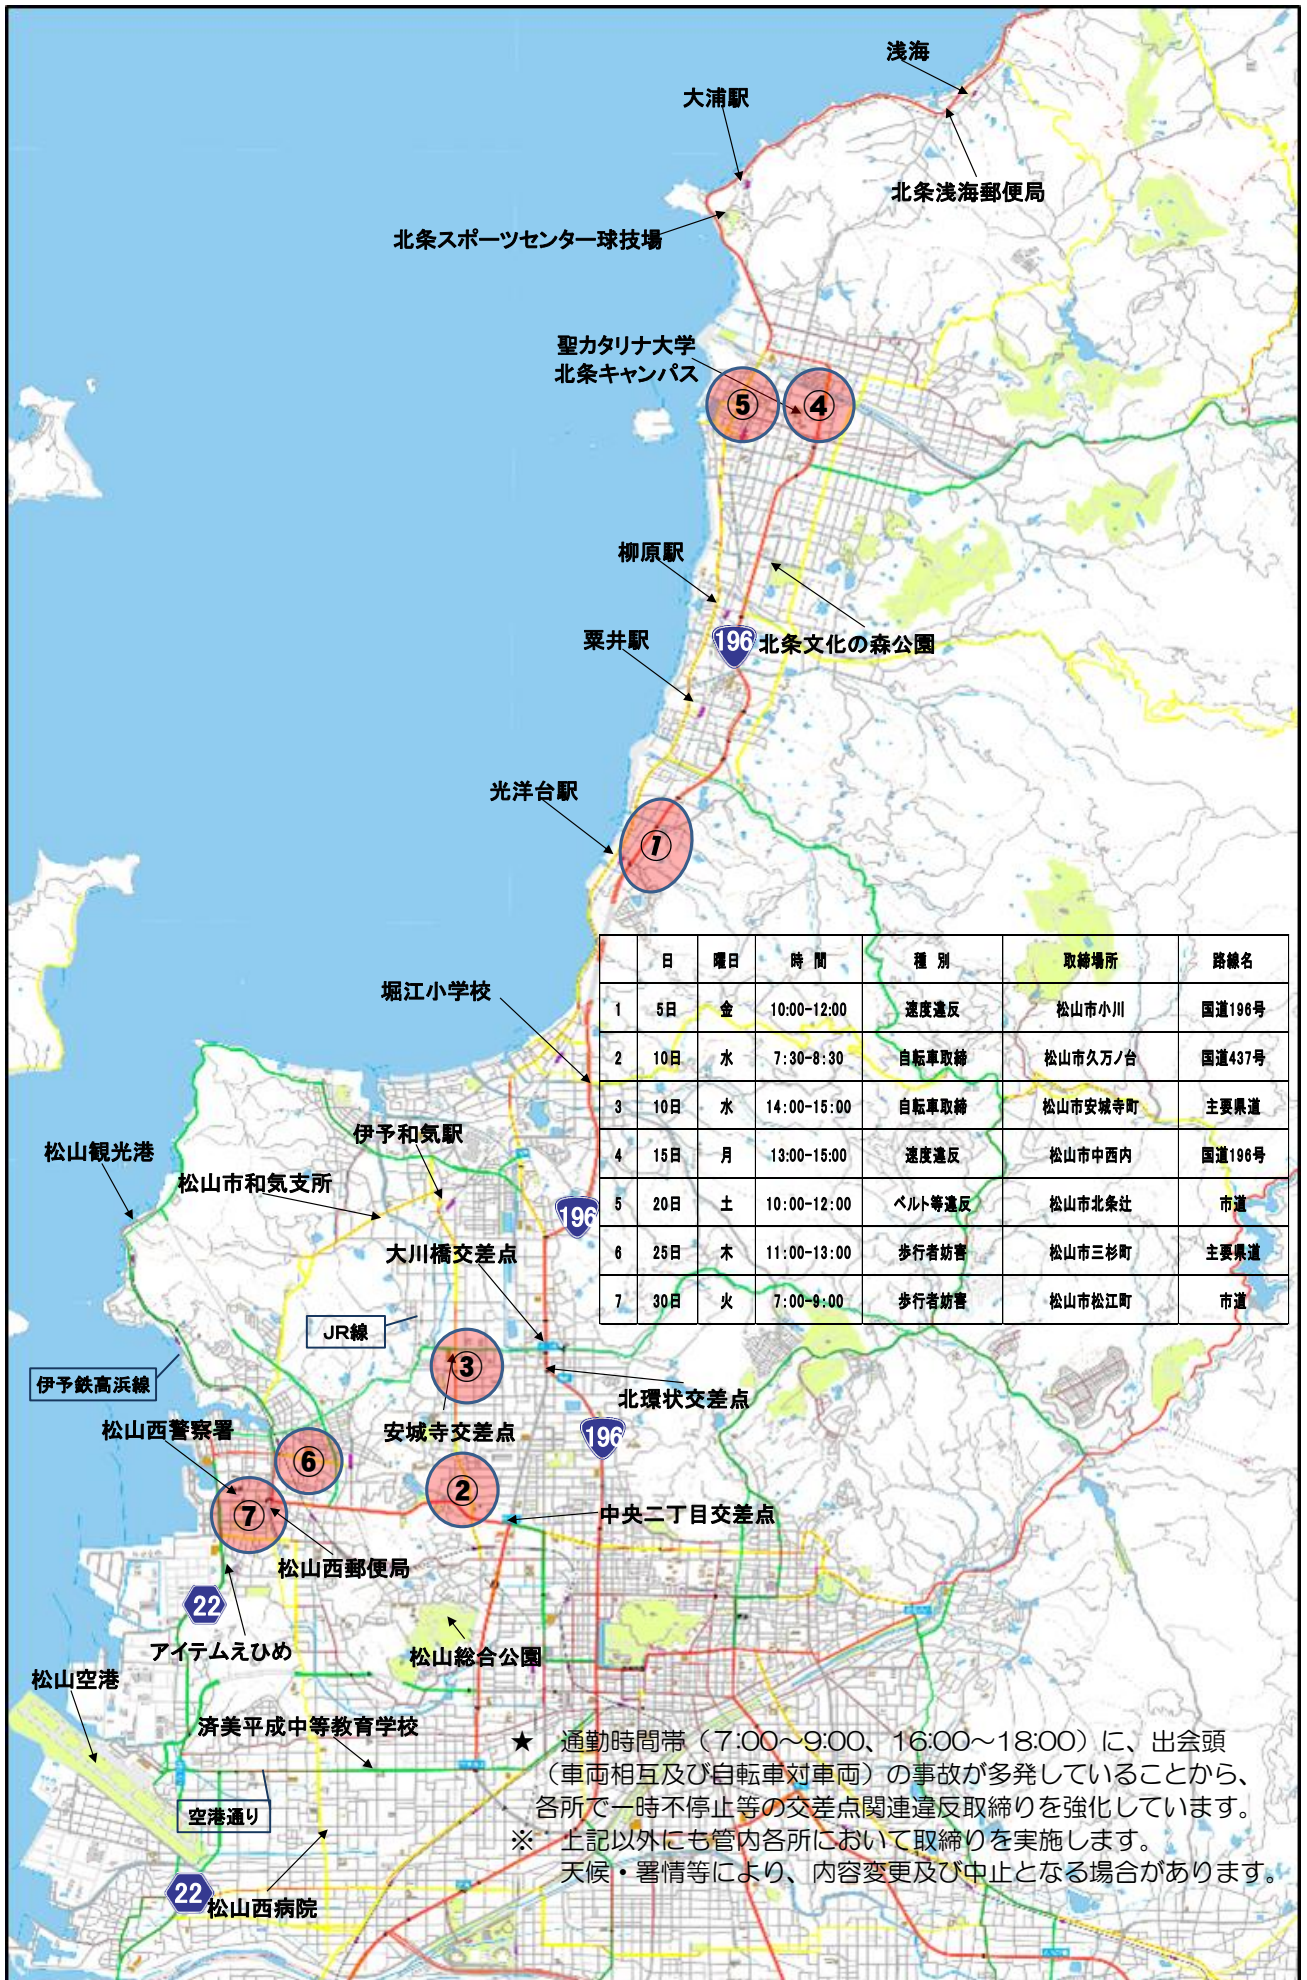 浅海
大浦駅
北条浅海郵便局
北条スポーツセンター球技場
聖カタリナ大学
北条キャンパス
⑤
④
柳原駅
196
北条文化の森公園
粟井駅
光洋台駅
①
日 曜日 時 間 種 別 取締場所 路線名
1 5日 金 10:00-12:00 速度違反 松山市小川 国道196号
2 10日 水 7:30-8:30 自転車取締 松山市久万ノ台 国道437号
3 10日 水 14:00-15:00 自転車取締 松山市安城寺町 主要県道
4 15日 月 13:00-15:00 速度違反 松山市中西内 国道196号
5 20日 土 10:00-12:00 ベルト等違反 松山市北条辻 市道
6 25日 木 11:00-13:00 歩行者妨害 松山市三杉町 主要県道
7 30日 火 7:00-9:00 歩行者妨害 松山市松江町 市道
堀江小学校
伊予和気駅
松山観光港
松山市和気支所
196
大川橋交差点
JR線
③
伊予鉄高浜線
北環状交差点
安城寺交差点
松山西警察署
196
⑥
②
⑦
中央二丁目交差点
松山西郵便局
22
アイテムえひめ
松山総合公園
松山空港
済美平成中等教育学校
★ 通勤時間帯（7:00～9:00、16:00～18:00）に、出会頭
（車両相互及び自転車対車両）の事故が多発していることから、
各所で一時不停止等の交差点関連違反取締りを強化しています。
※ 上記以外にも管内各所において取締りを実施します。
天候・署情等により、内容変更及び中止となる場合があります。
空港通り
22
松山西病院